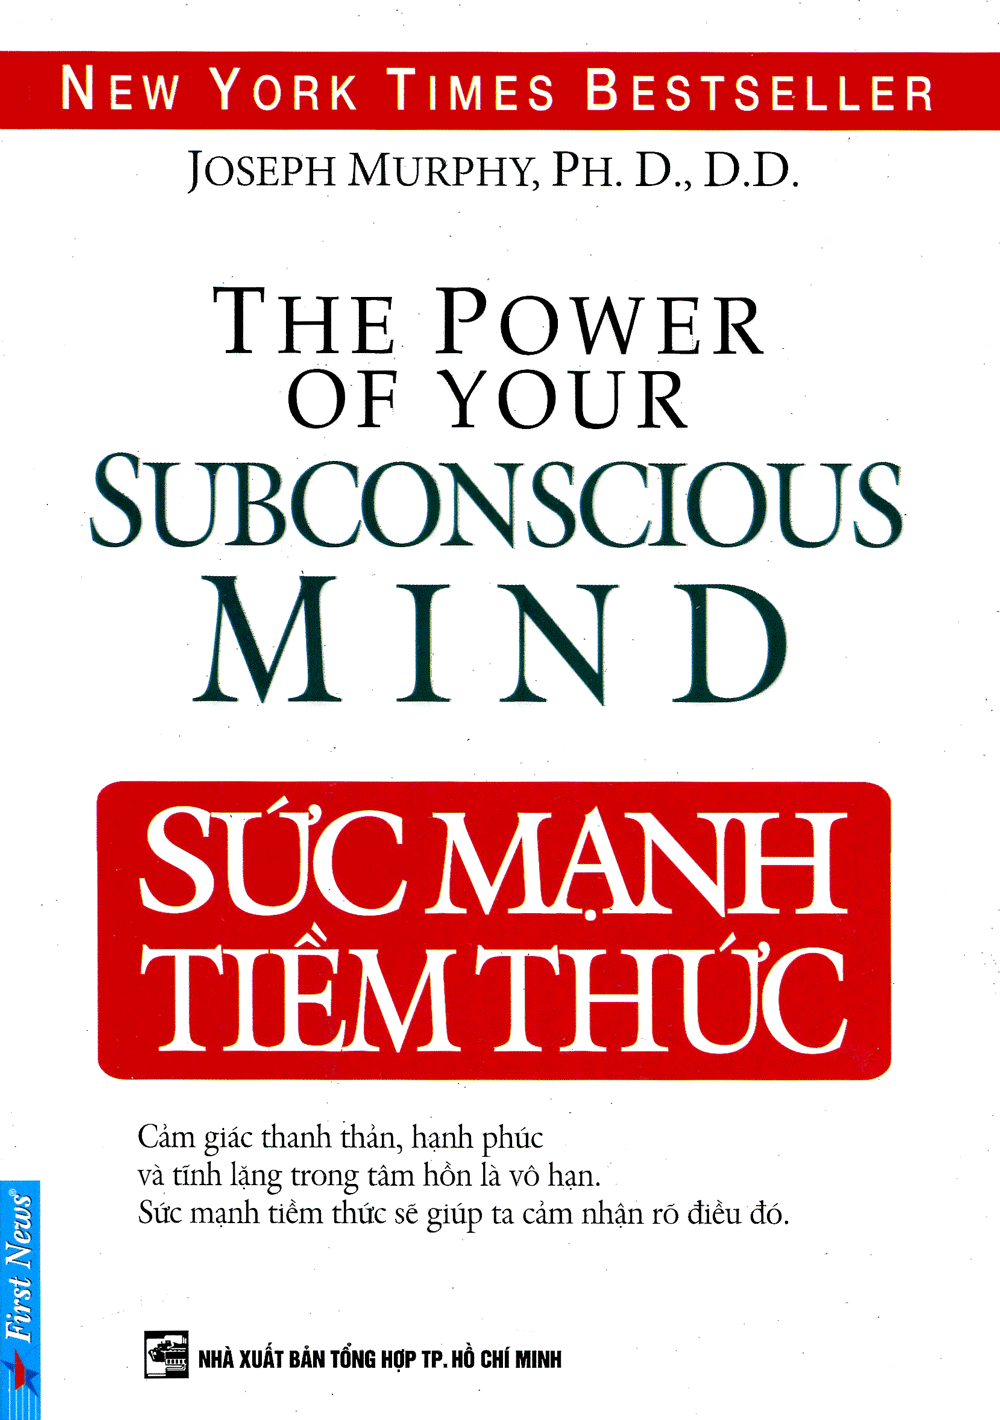 NEW YORK TIMES BESTSELLER
JOSEPH MURPHY, PH. D., D.D.
THE POWER
OF YOUR
SUBCONSCIOUS
MIND
SỨC MẠNH
TIỀM THỨC
Cảm giác thanh thản, hạnh phúc
và tĩnh lặng trong tâm hồn là vô hạn.
Sức mạnh tiềm thức sẽ giúp ta cảm nhận rõ điều đó.
First News®
NHÀ XUẤT BẢN TỔNG HỢP TP. HỒ CHÍ MINH